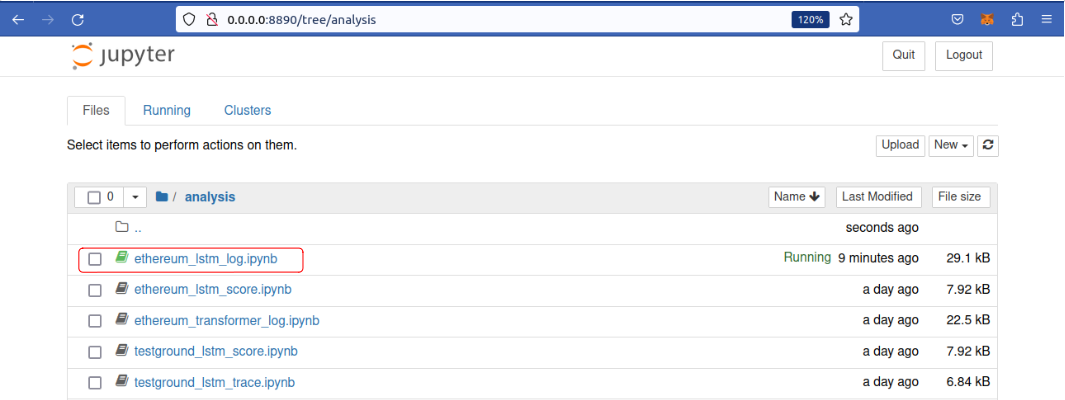 0.0.0.0:8890/tree/analysis 120%
jupyter Quit Logout
Files Running Clusters
Select items to perform actions on them. Upload New
0 / analysis Name Last Modified File size
.. seconds ago
ethereum_lstm_log.ipynb Running 9 minutes ago 29.1 kB
ethereum_lstm_score.ipynb a day ago 7.92 kB
ethereum_transformer_log.ipynb a day ago 22.5 kB
testground_lstm_score.ipynb a day ago 7.92 kB
testground_lstm_trace.ipynb a day ago 6.84 kB